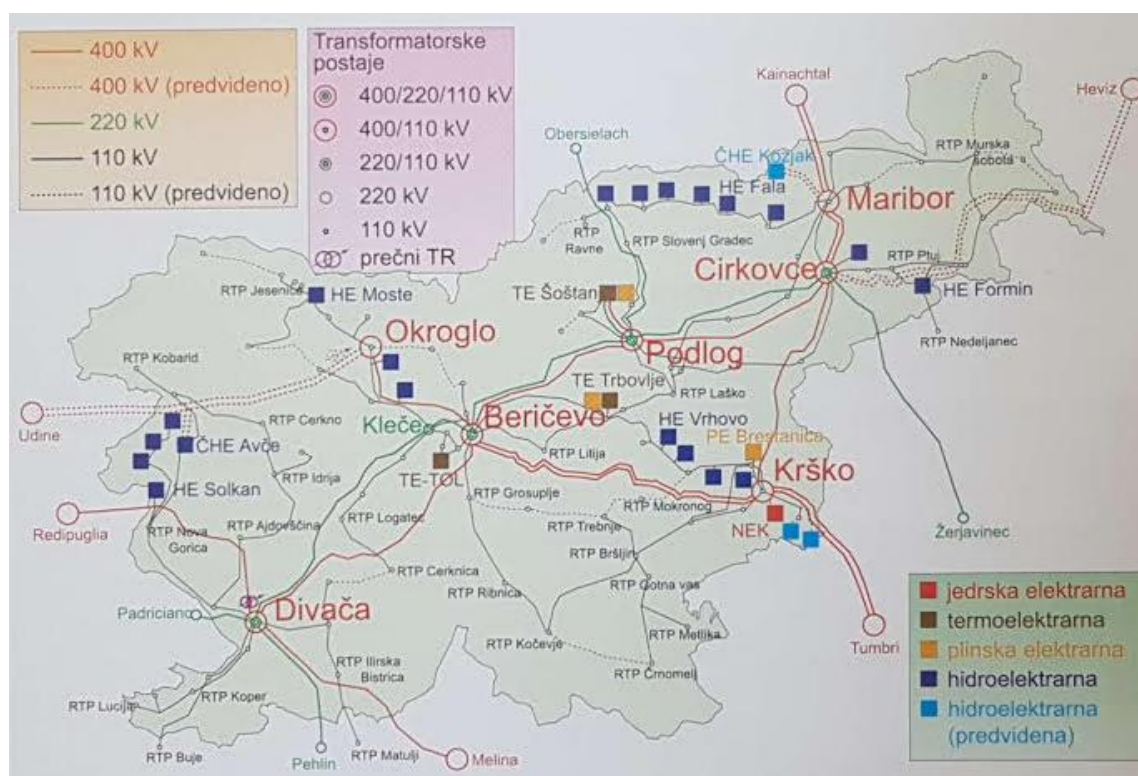 400 kV
400 kV (predvideno)
220 kV
110 kV
110 kV (predvideno)
Transformatorske
postaje
400/220/110 kV
400/110 kV
220/110 kV
220 kV
110 kV
prečni TR
Kainachtal
Heviz
Obersielach
ČHE Kozjak
RTP Murska
sobota
HE Fala
Maribor
RTP
Ravne
RTP Slovenj Gradec
Cirkovce
RTP Ptuj
HE Formin
RTP Jesenice
HE Moste
TE Šoštanj
Okroglo
Podlog
RTP Nedeljanec
RTP Kobarid
RTP Laško
TE Trbovlje
Udine
RTP Cerkno
Kleče
Beričevo
HE Vrhovo
PE Brestanica
ČHE Avče
RTP Litija
TE-TOL
Krško
RTP Idrija
HE Solkan
RTP Grosuplje
RTP Mokronog
Redipuglia
RTP Logatec
RTP Ajdovščina
RTP Nova
Gorica
RTP Trebnje
NEK
Žerjavinec
RTP Bršljin
RTP Cerknica
RTP Gotna vas
RTP Ribnica
Padriciano
Divača
RTP Metlika
RTP Kočevje
Tumbri
RTP Ilirska
Bistrica
RTP Črnomelj
RTP Koper
RTP Lucija
RTP Buje
Pehlin
RTP Matulji
Melina
jedrska elektrarna
termoelektrarna
plinska elektrarna
hidroelektrarna
hidroelektrarna
(predvidena)